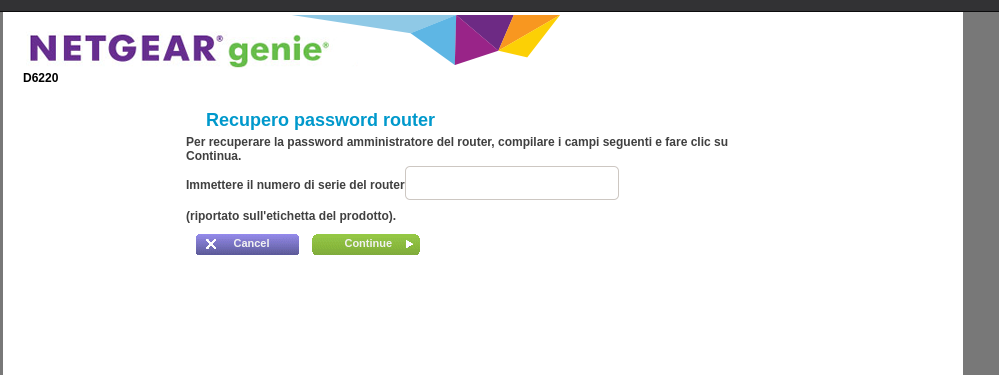 NETGEAR® genie®
D6220
Recupero password router
Per recuperare la password amministratore del router, compilare i campi seguenti e fare clic su
Continua.
Immettere il numero di serie del router
(riportato sull'etichetta del prodotto).
Cancel
Continue